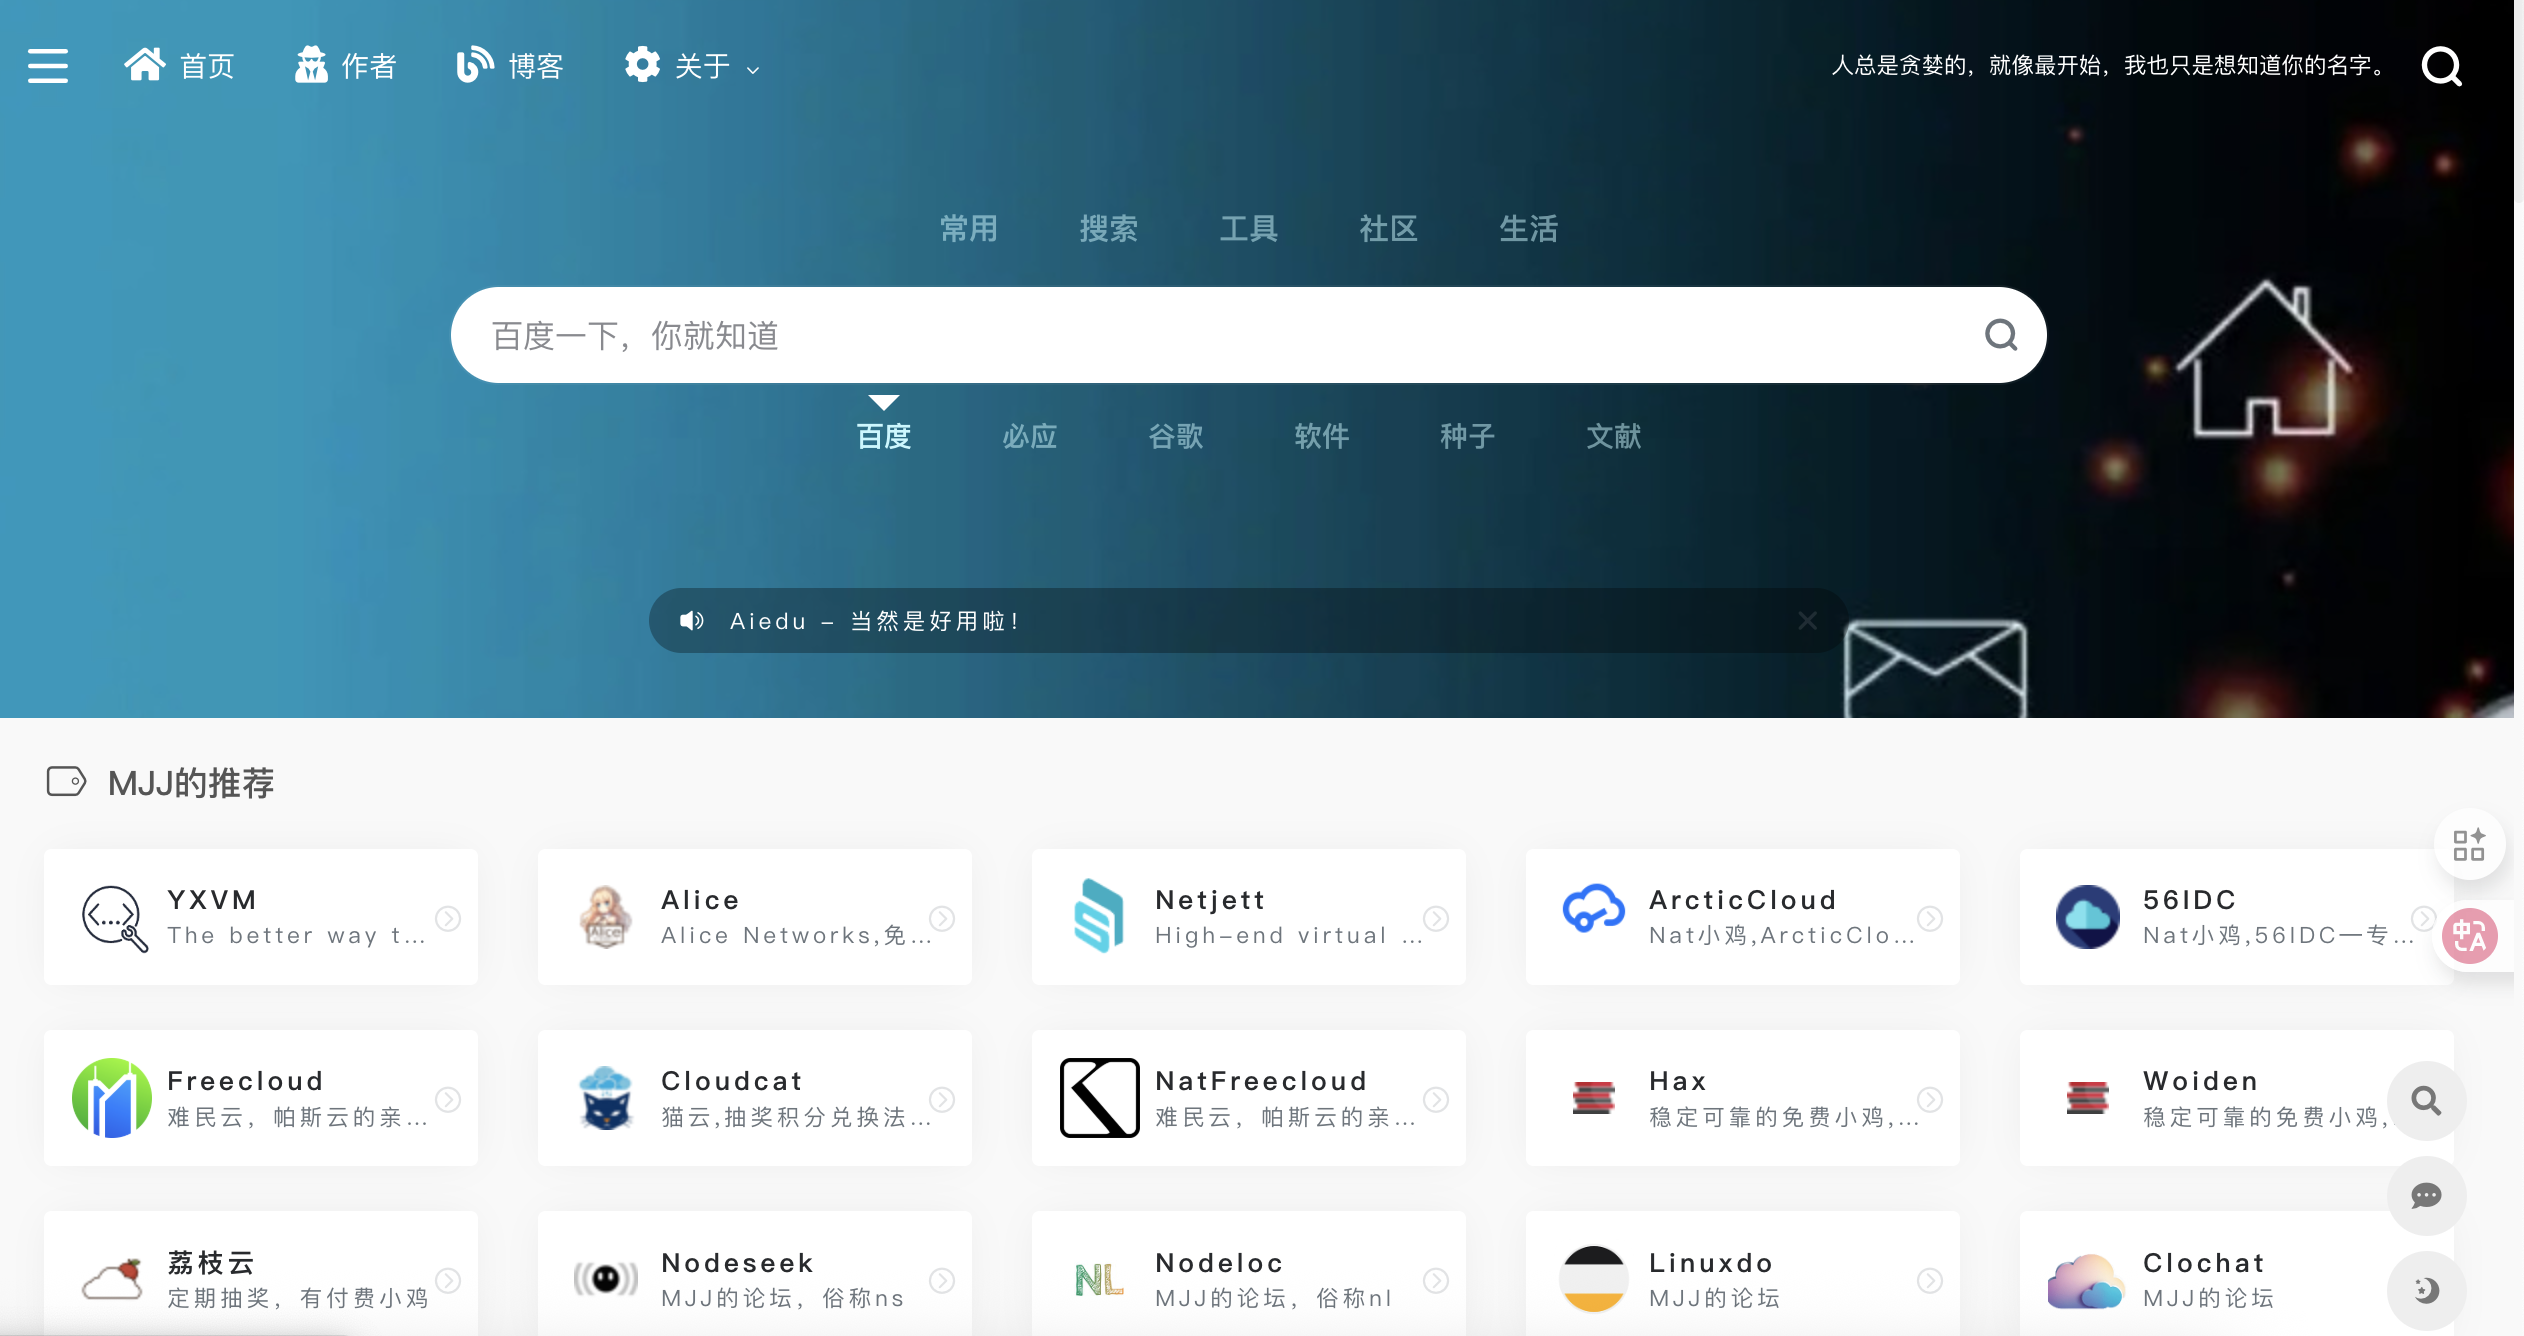 首页 作者 博客 关于 人总是贪婪的，就像最开始，我也只是想知道你的名字。
常用 搜索 工具 社区 生活
百度一下，你就知道
百度 必应 谷歌 软件 种子 文献
Aiedu – 当然是好用啦！
MJJ的推荐
YXVM
The better way t...
Alice
Alice Networks,免...
Netjett
High-end virtual ...
ArcticCloud
Nat小鸡,ArcticClo...
56IDC
Nat小鸡,56IDC一专...
Freecloud
难民云，帕斯云的亲...
Cloudcat
猫云,抽奖积分兑换法...
NatFreecloud
难民云，帕斯云的亲...
Hax
稳定可靠的免费小鸡,...
Woiden
稳定可靠的免费小鸡,
荔枝云
定期抽奖，有付费小鸡
Nodeseek
MJJ的论坛，俗称ns
NL
Nodeloc
MJJ的论坛，俗称nl
Linuxdo
MJJ的论坛
Clochat
MJJ的论坛